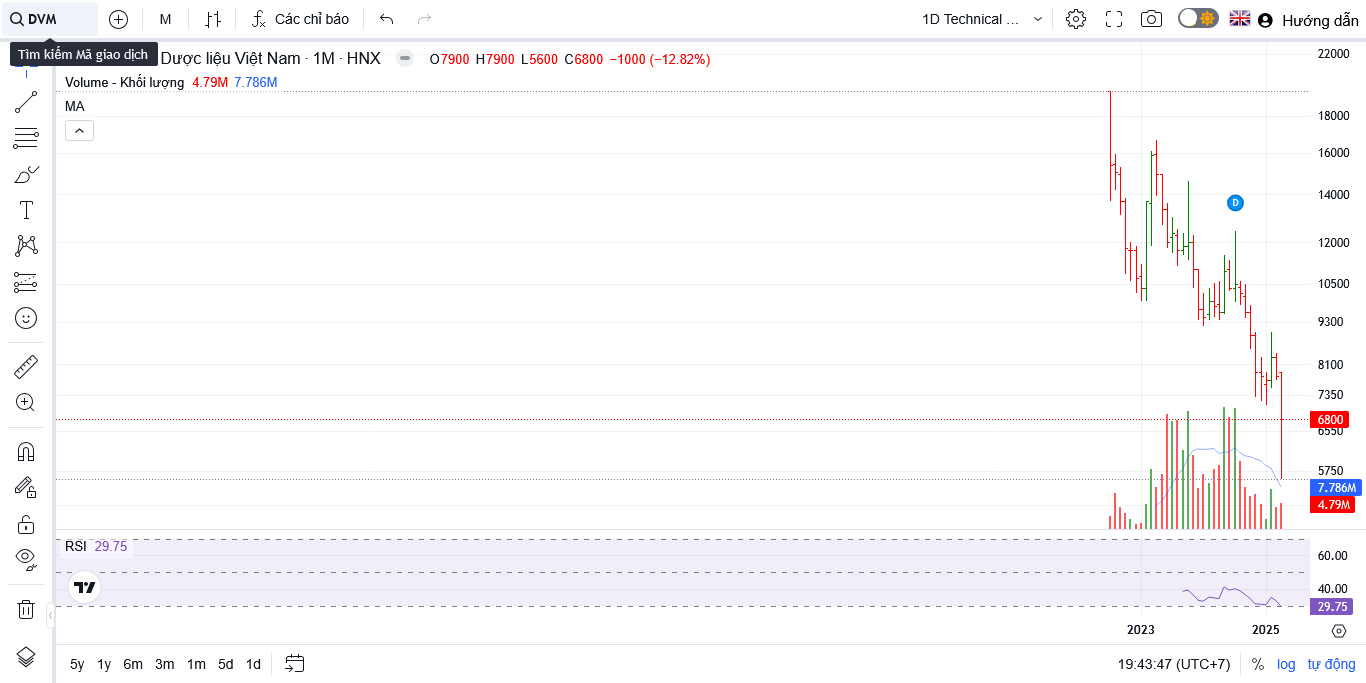 DVM
M
Các chỉ báo
1D Technical ...
Hướng dẫn
Tìm kiếm Mã giao dịch
Dược liệu Việt Nam · 1M · HNX
O7900 H7900 L5600 C6800 −1000 (−12.82%)
Volume - Khối lượng 4.79M 7.786M
MA
22000
18000
16000
14000
D
12000
10500
9300
8100
7350
6800
6550
5750
7.786M
4.79M
RSI 29.75
60.00
40.00
29.75
2023
2025
5y 1y 6m 3m 1m 5d 1d
19:43:47 (UTC+7)
%
log
tự động